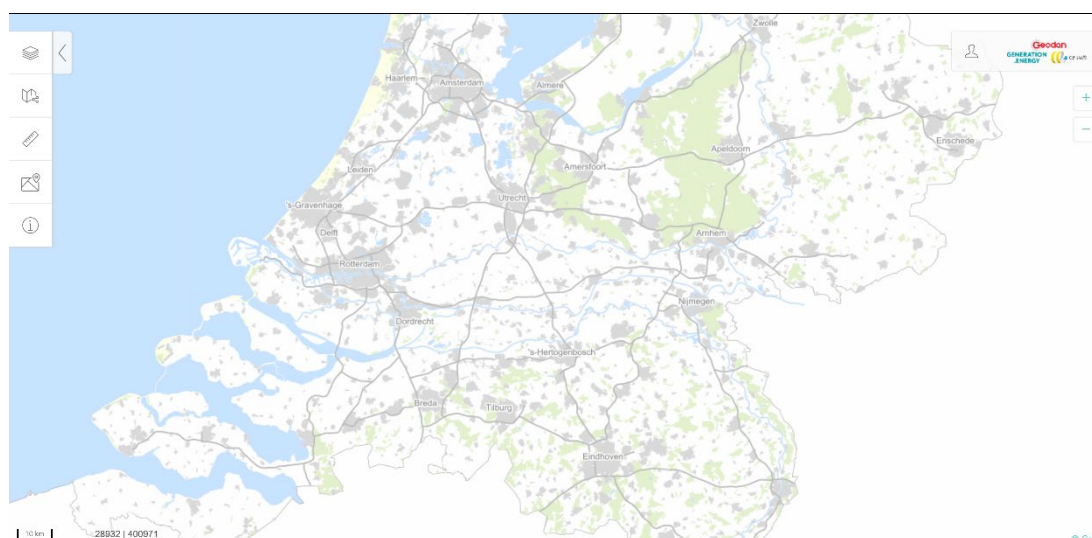 Zwolle
Geodan
GENERATION
.ENERGY
Haarlem
Amsterdam
Almere
+
−
Enschede
Apeldoorn
Amersfoort
Leiden
Utrecht
's-Gravenhage
Delft
Arnhem
Rotterdam
Nijmegen
Dordrecht
's-Hertogenbosch
Breda
Tilburg
Eindhoven
10 km
28932 | 400971